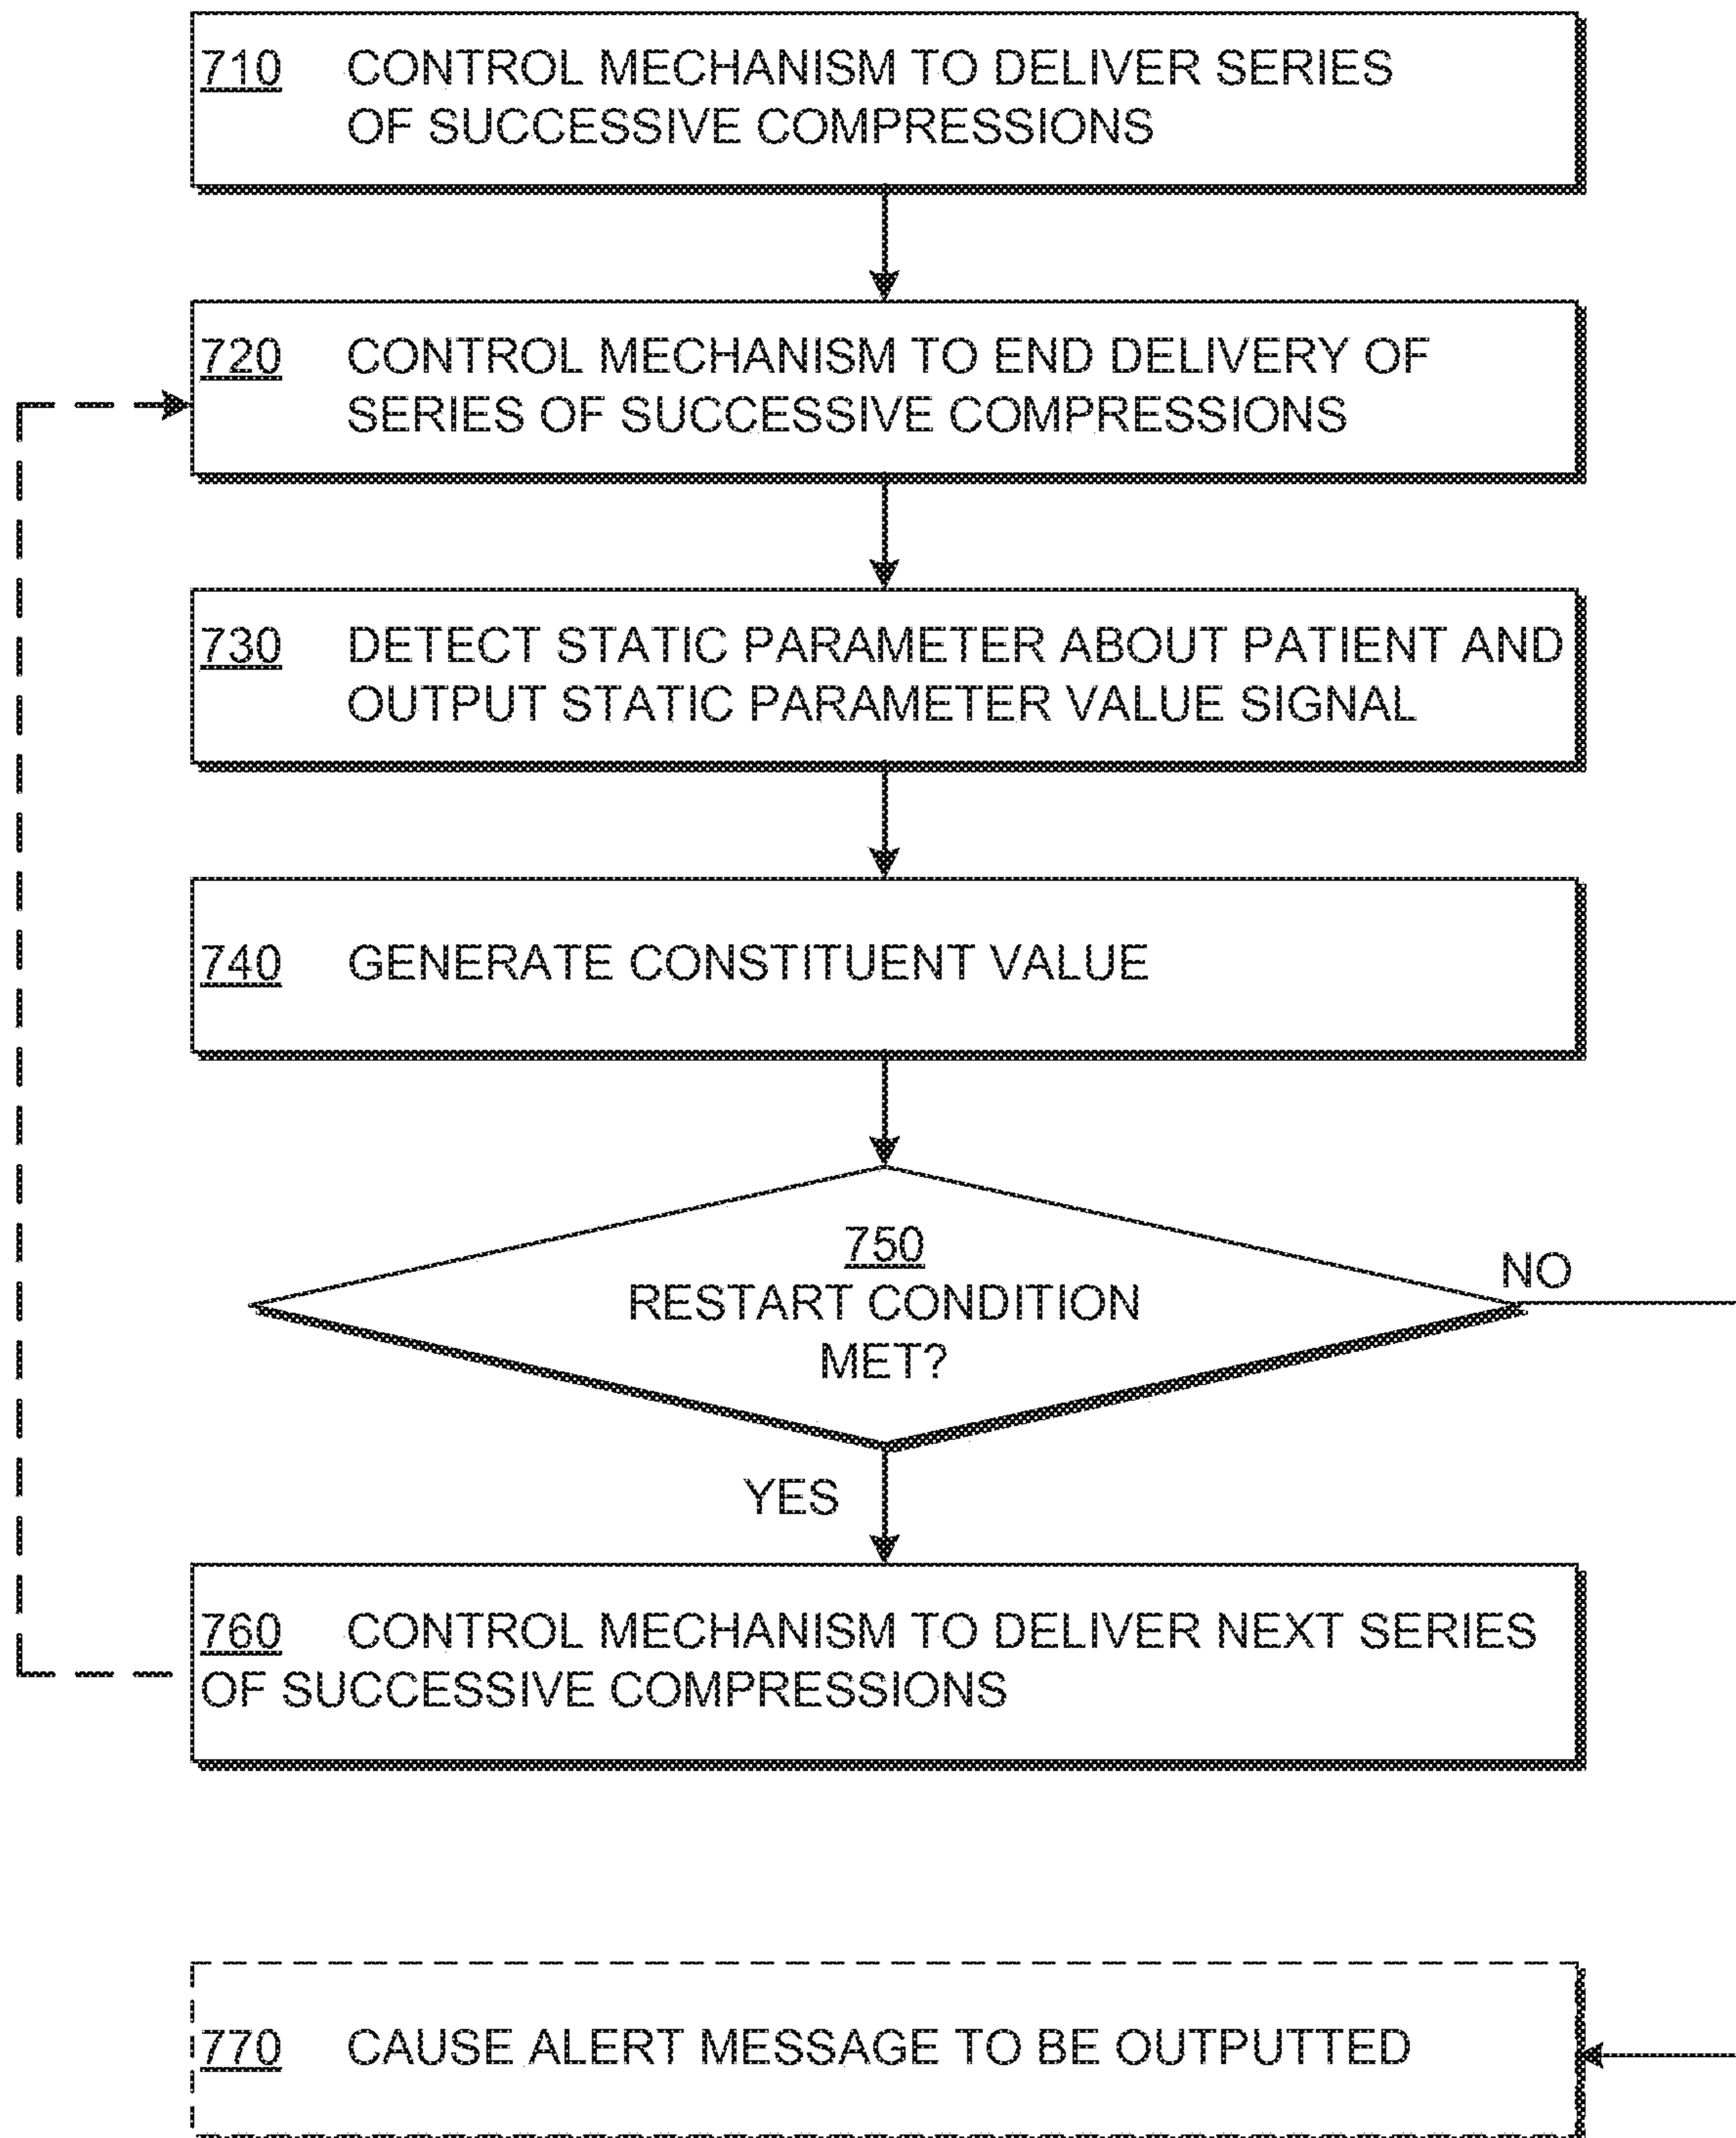 710 CONTROL MECHANISM TO DELIVER SERIES
OF SUCCESSIVE COMPRESSIONS
720 CONTROL MECHANISM TO END DELIVERY OF
SERIES OF SUCCESSIVE COMPRESSIONS
730 DETECT STATIC PARAMETER ABOUT PATIENT AND
OUTPUT STATIC PARAMETER VALUE SIGNAL
740 GENERATE CONSTITUENT VALUE
750
RESTART CONDITION
MET?
NO
YES
760 CONTROL MECHANISM TO DELIVER NEXT SERIES
OF SUCCESSIVE COMPRESSIONS
770 CAUSE ALERT MESSAGE TO BE OUTPUTTED